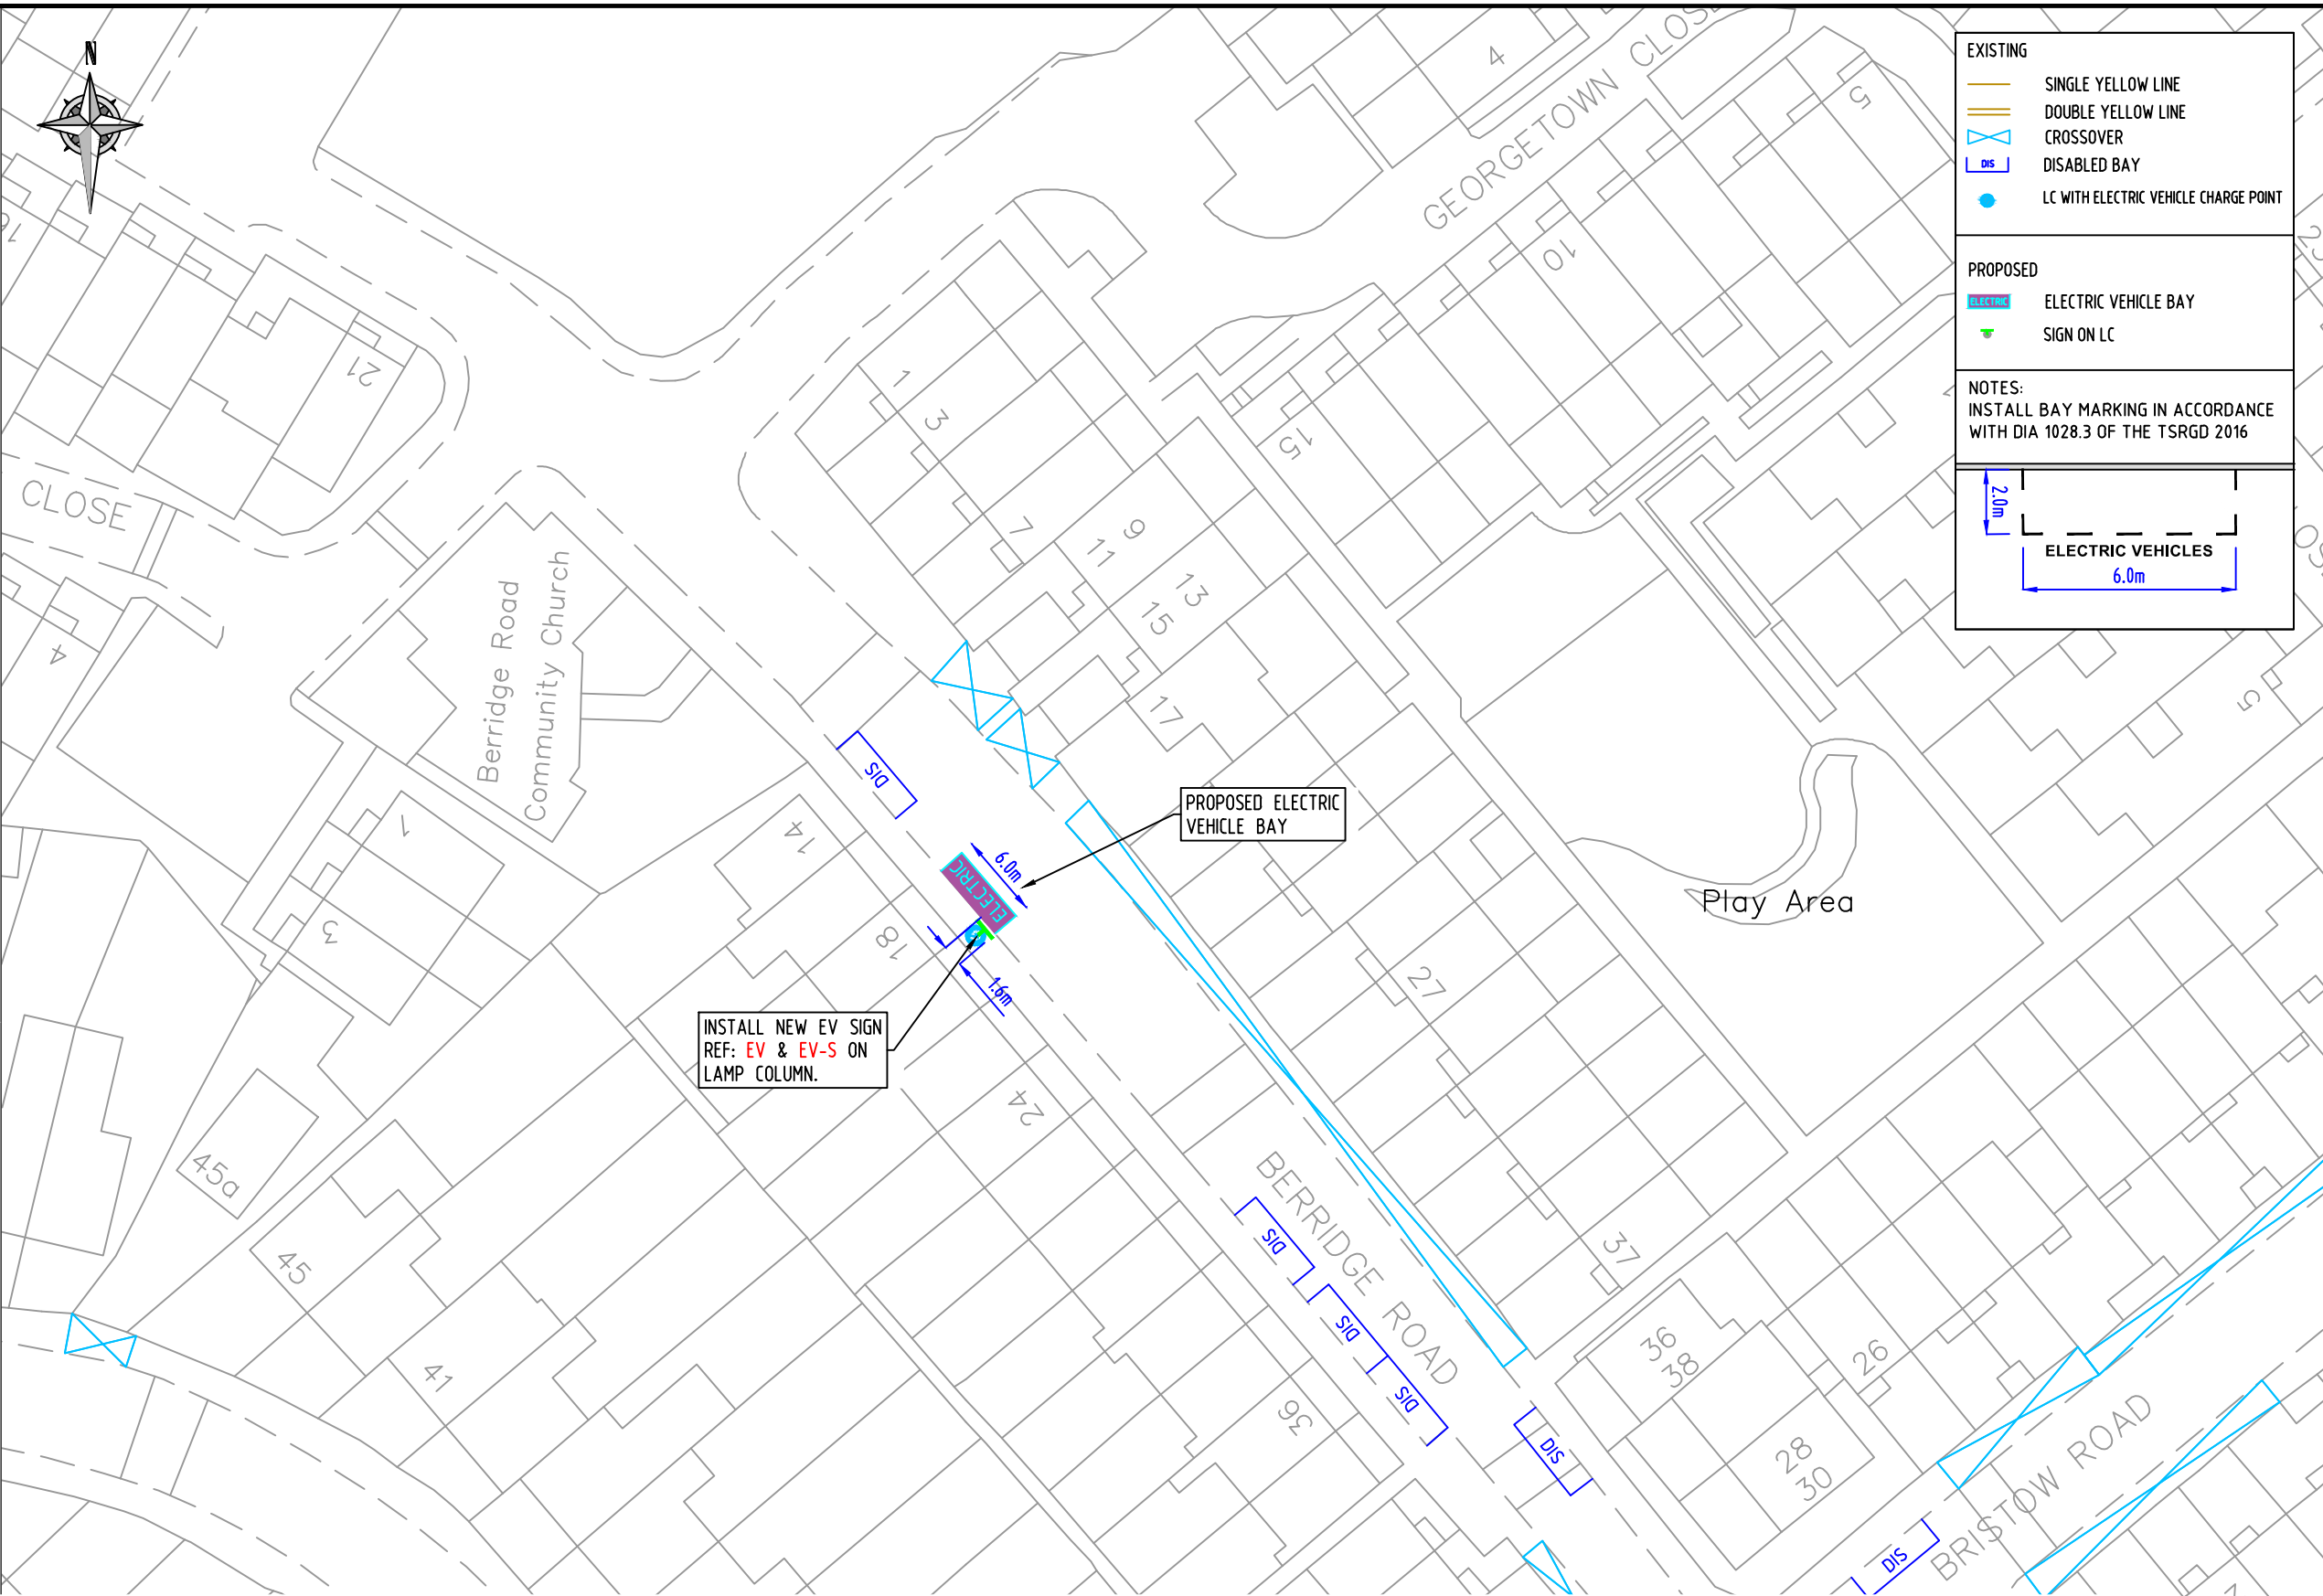 N
EXISTING
SINGLE YELLOW LINE
DOUBLE YELLOW LINE
CROSSOVER
DIS
DISABLED BAY
LC WITH ELECTRIC VEHICLE CHARGE POINT
PROPOSED
ELECTRIC
ELECTRIC VEHICLE BAY
SIGN ON LC
NOTES:
INSTALL BAY MARKING IN ACCORDANCE
WITH DIA 1028.3 OF THE TSRGD 2016
2.0m
ELECTRIC VEHICLES
6.0m
GEORGETOWN CLOSE
4
5
10
15
21
CLOSE
4
Berridge Road
Community Church
1
3
7
9
11
13
15
17
DIS
PROPOSED ELECTRIC
VEHICLE BAY
6.0m
ELECTRIC
1.6m
INSTALL NEW EV SIGN
REF: EV & EV-S ON
LAMP COLUMN.
Play Area
5
1
3
14
18
24
27
37
36
45a
45
41
BERRIDGE ROAD
DIS
DIS
DIS
DIS
36
38
26
28
30
BRISTOW ROAD
DIS